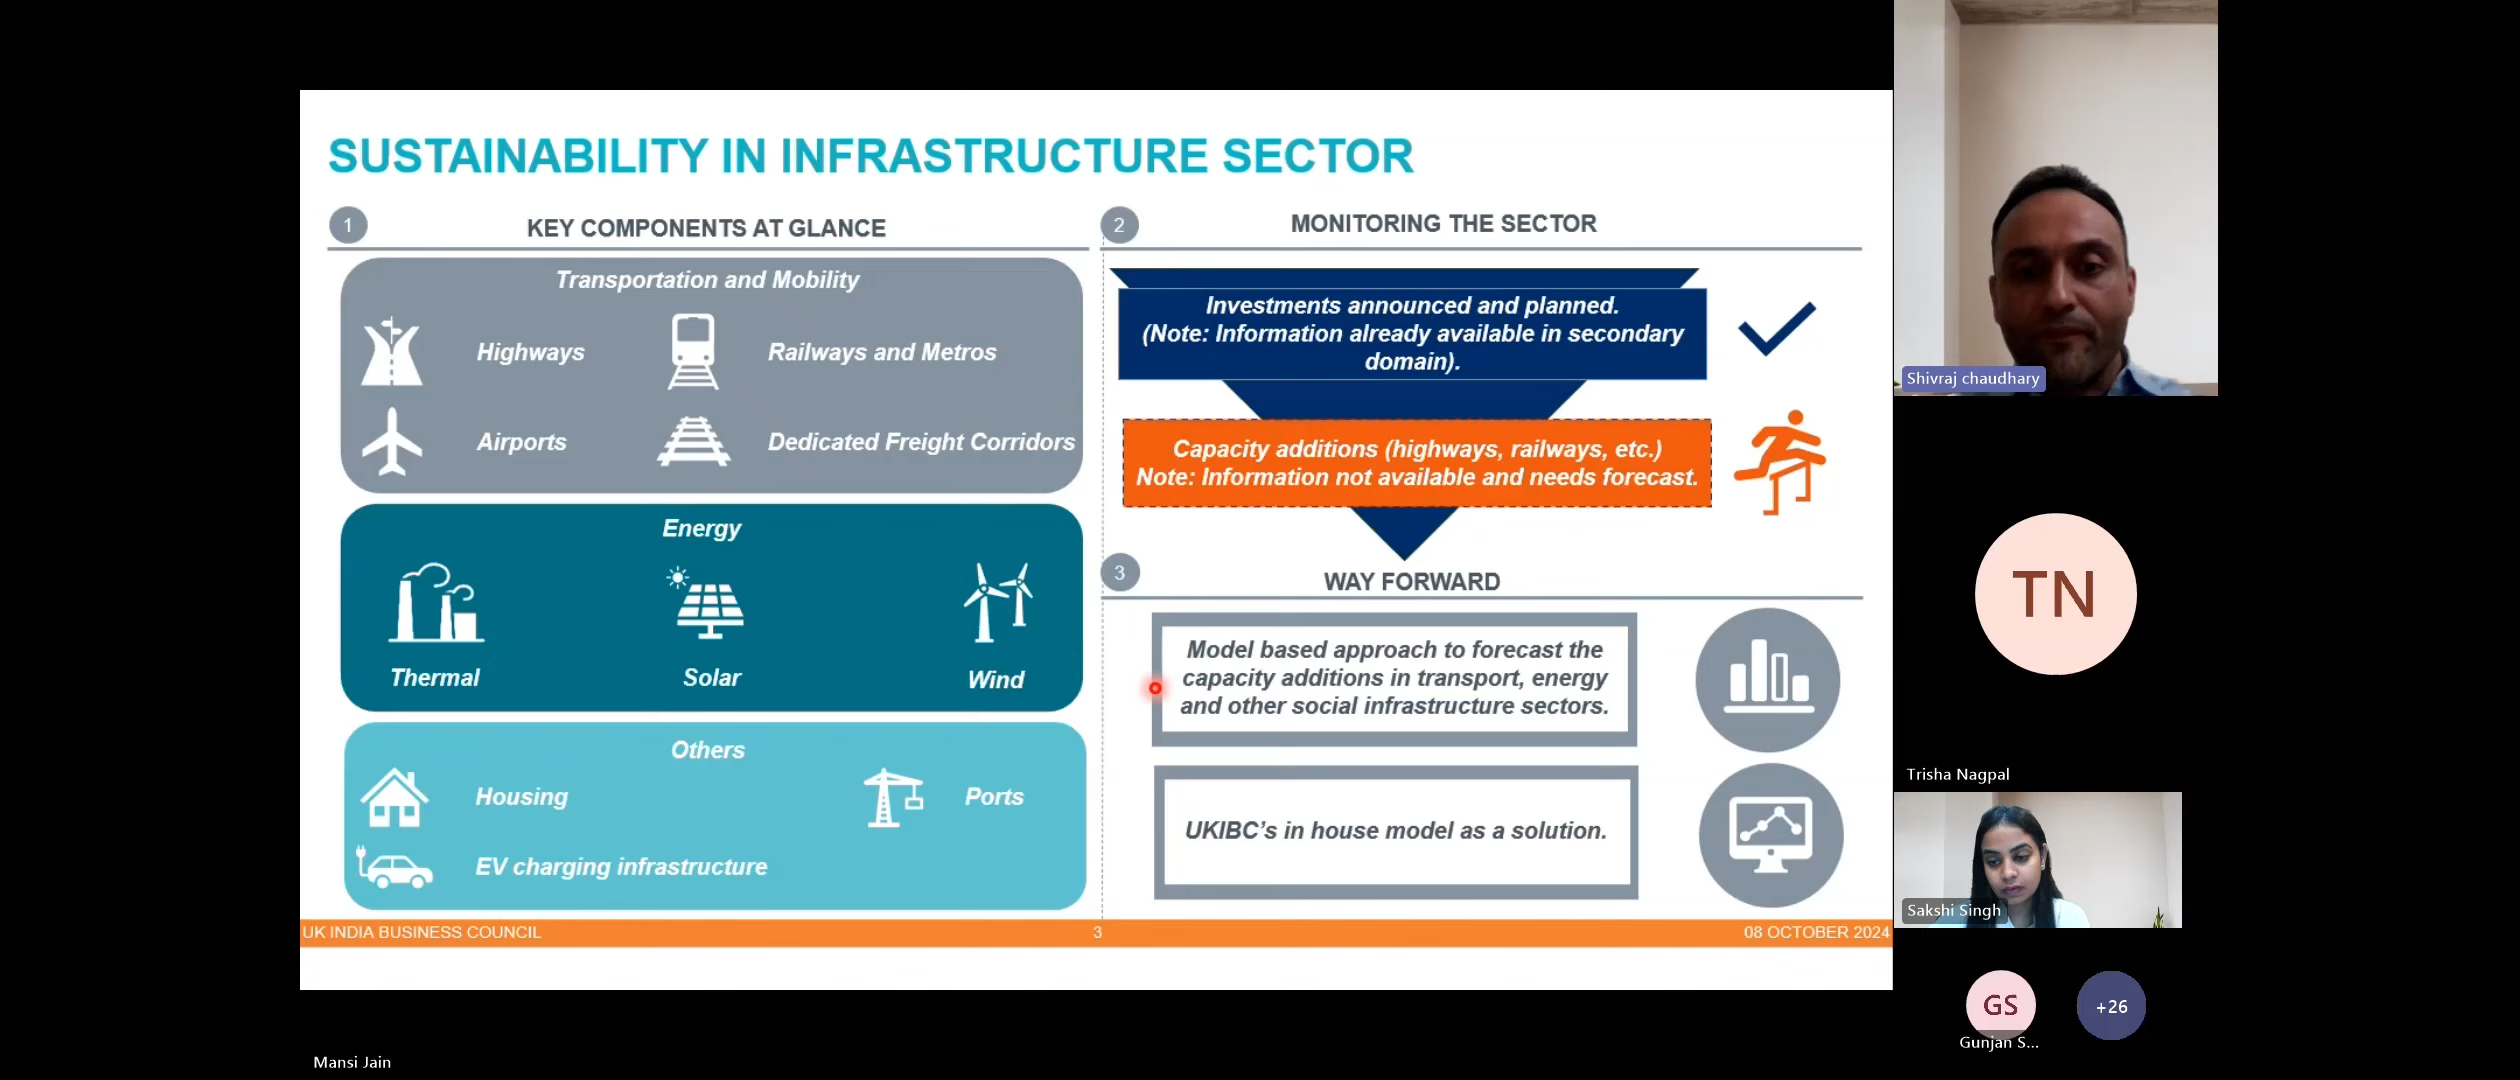 SUSTAINABILITY IN INFRASTRUCTURE SECTOR
1
KEY COMPONENTS AT GLANCE
Transportation and Mobility
Highways
Railways and Metros
Airports
Dedicated Freight Corridors
Energy
Thermal
Solar
Wind
Others
Housing
Ports
EV charging infrastructure
2
MONITORING THE SECTOR
Investments announced and planned.
(Note: Information already available in secondary
domain).
Capacity additions (highways, railways, etc.)
Note: Information not available and needs forecast.
3
WAY FORWARD
Model based approach to forecast the
capacity additions in transport, energy
and other social infrastructure sectors.
UKIBC's in house model as a solution.
UK INDIA BUSINESS COUNCIL
3
08 OCTOBER 2024
Mansi Jain
Shivraj chaudhary
TN
Trisha Nagpal
Sakshi Singh
GS
Gunjan S...
+26